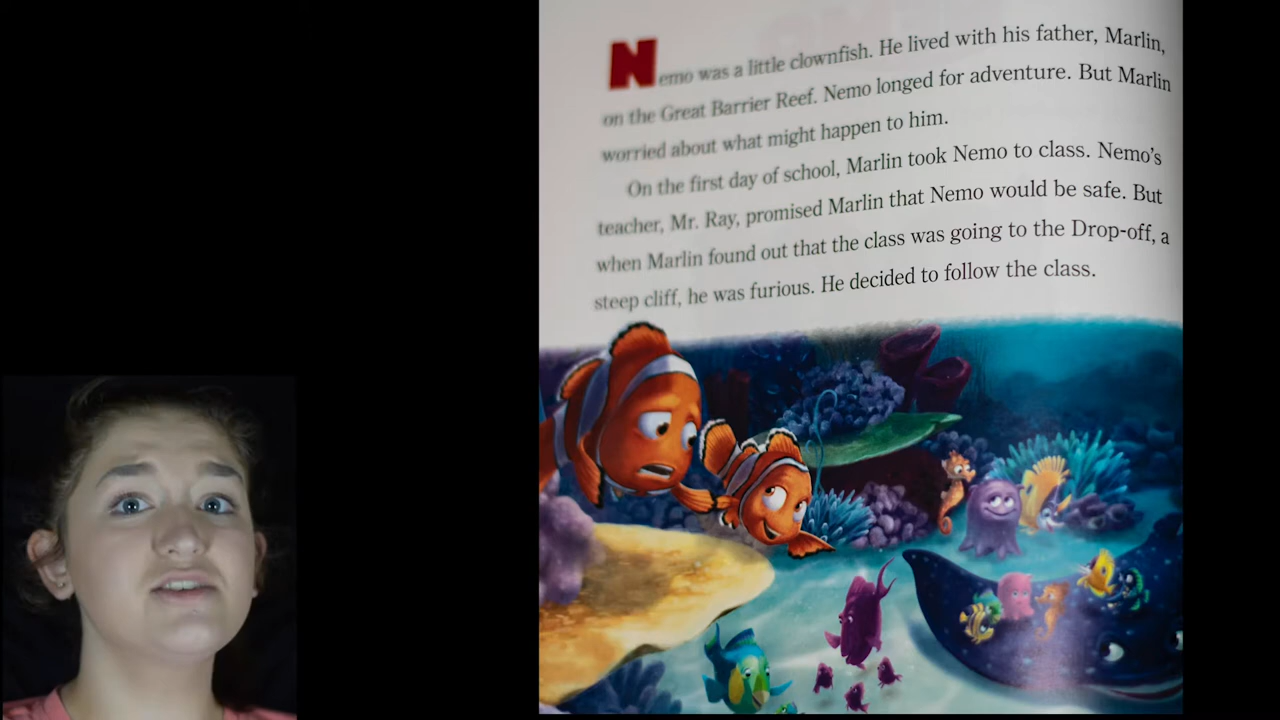 Nemo was a little clownfish. He lived with his father, Marlin,
on the Great Barrier Reef. Nemo longed for adventure. But Marlin
worried about what might happen to him.
On the first day of school, Marlin took Nemo to class. Nemo's
teacher, Mr. Ray, promised Marlin that Nemo would be safe. But
when Marlin found out that the class was going to the Drop-off, a
steep cliff, he was furious. He decided to follow the class.